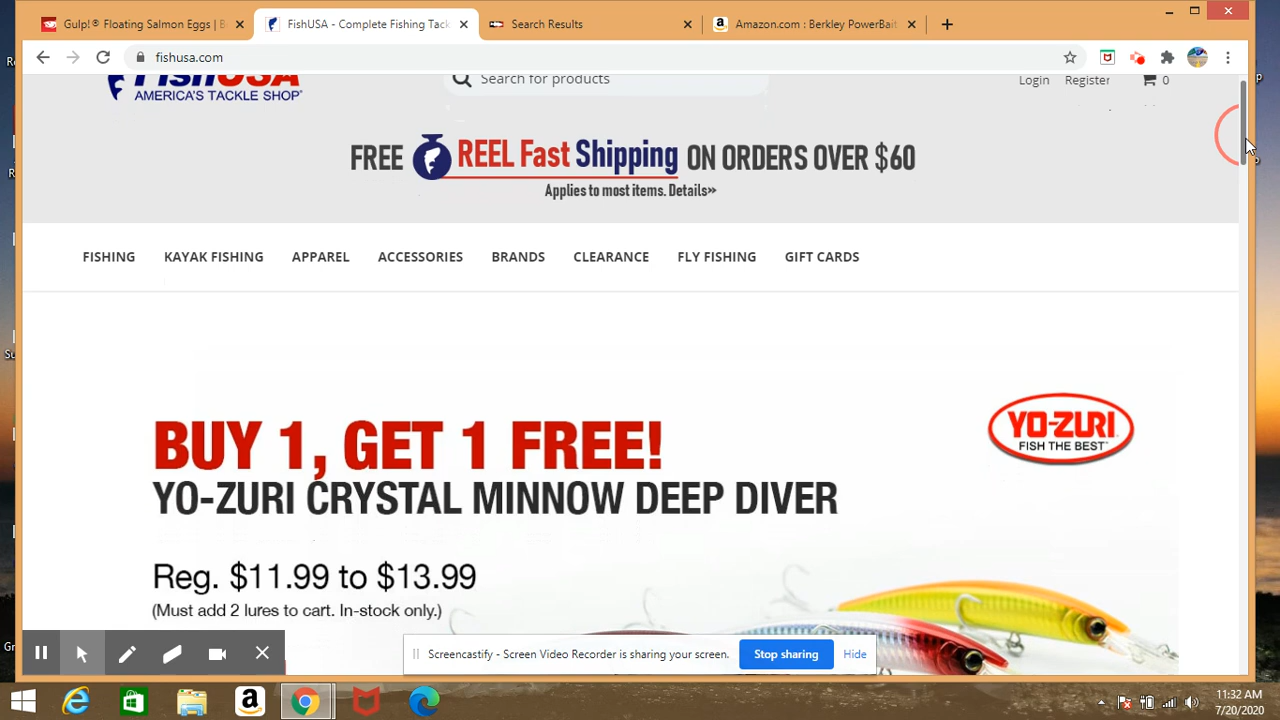 Gulp!® Floating Salmon Eggs | B
FishUSA - Complete Fishing Tack
Search Results
Amazon.com : Berkley PowerBait
fishusa.com
FishUSA
AMERICA'S TACKLE SHOP
Search for products
Login Register 0
FREE REEL Fast Shipping ON ORDERS OVER $60
Applies to most items. Details»
FISHING KAYAK FISHING APPAREL ACCESSORIES BRANDS CLEARANCE FLY FISHING GIFT CARDS
BUY 1, GET 1 FREE!
YO-ZURI CRYSTAL MINNOW DEEP DIVER
YO-ZURI
FISH THE BEST
Reg. $11.99 to $13.99
(Must add 2 lures to cart. In-stock only.)
Screencastify - Screen Video Recorder is sharing your screen. Stop sharing Hide
11:32 AM
7/20/2020